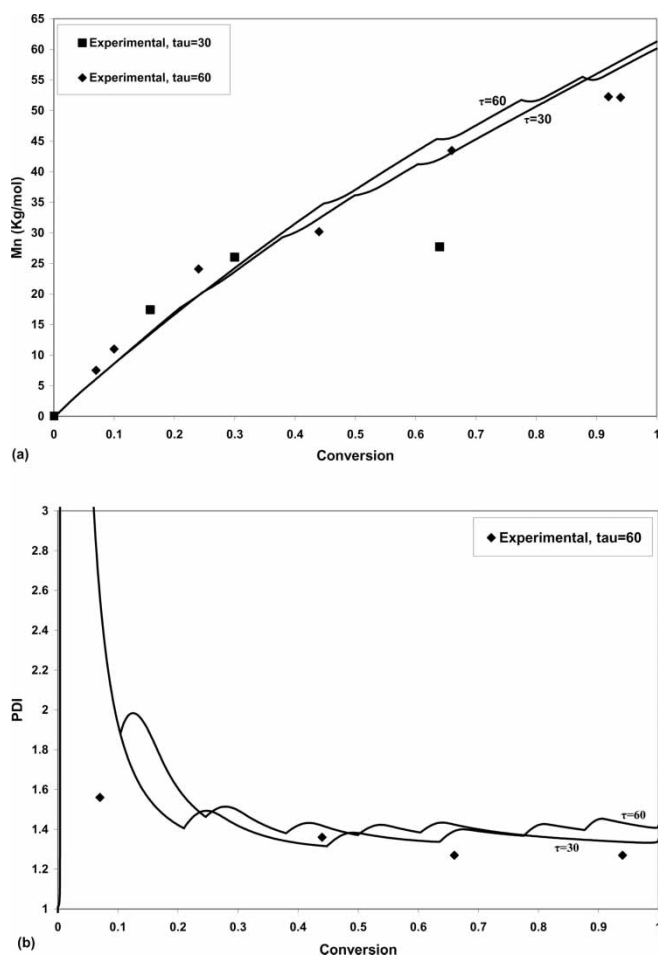 65
60
55
50
45
40
35
30
25
20
15
10
5
0
Mn (Kg/mol)
Experimental, tau=30
Experimental, tau=60
τ=60
τ=30
0 0.1 0.2 0.3 0.4 0.5 0.6 0.7 0.8 0.9 1
(a)
Conversion
3
2.8
2.6
2.4
2.2
2
1.8
1.6
1.4
1.2
1
PDI
Experimental, tau=60
τ=60
τ=30
0 0.1 0.2 0.3 0.4 0.5 0.6 0.7 0.8 0.9 1
(b)
Conversion